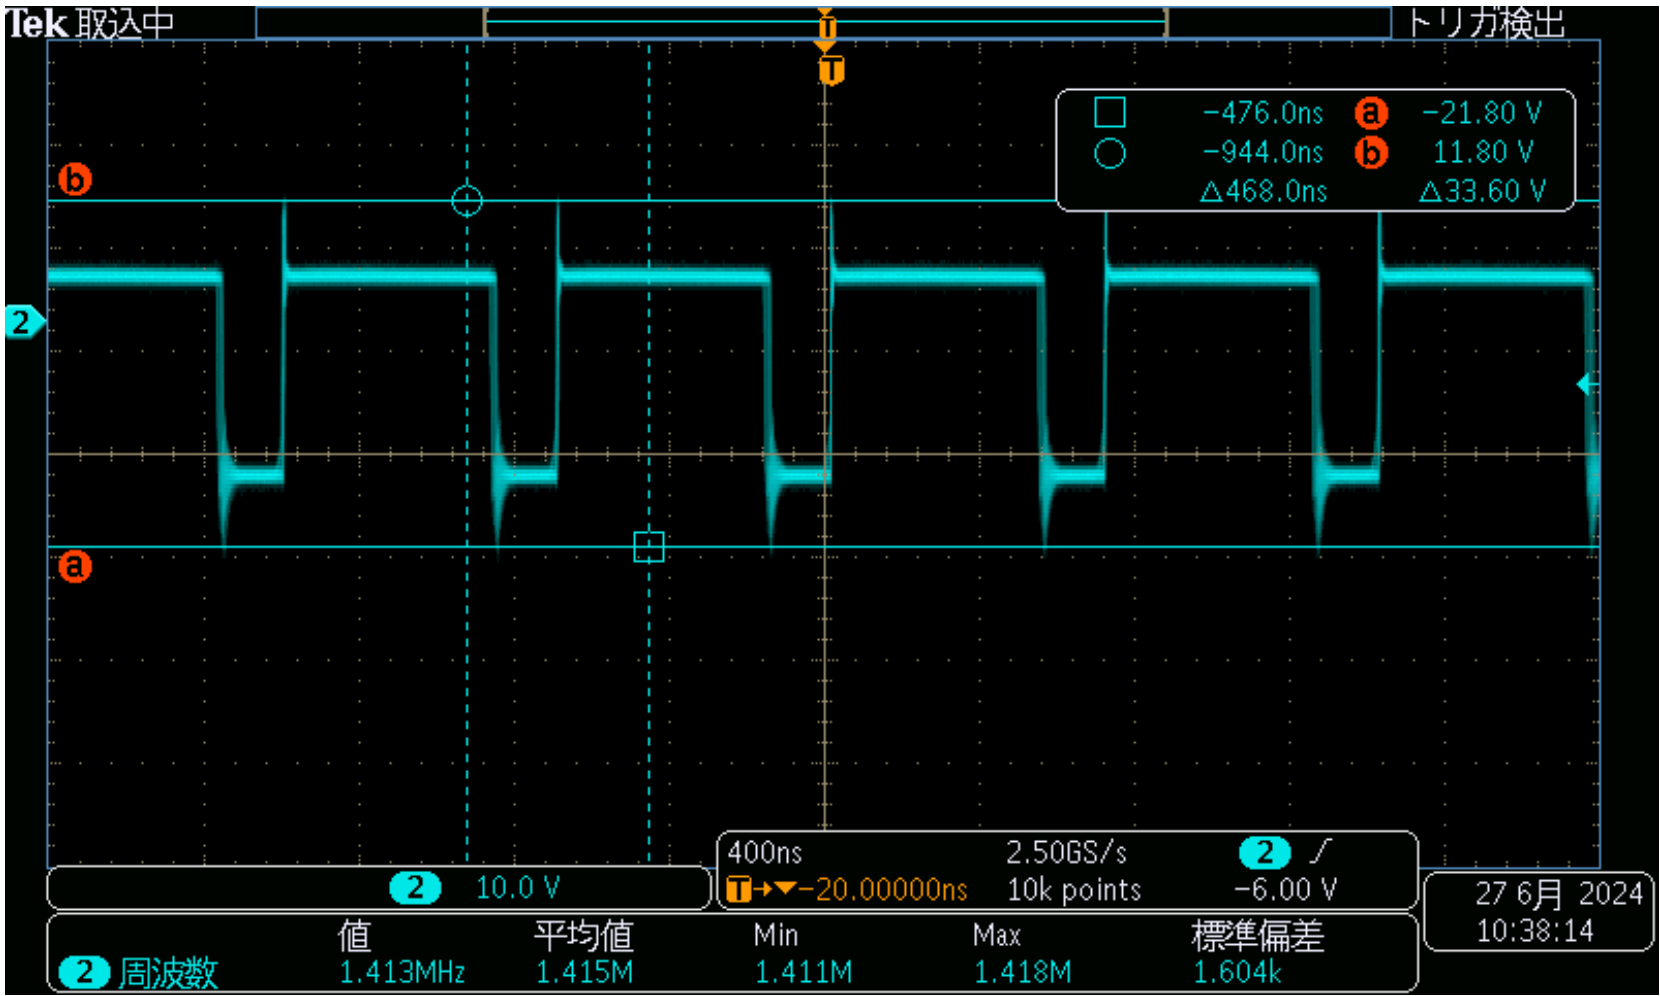 Tek 取込中 トリガ検出
T
T
□ -476.0ns a -21.80 V
○ -944.0ns b 11.80 V
△468.0ns △33.60 V
b
2
a
2 10.0 V
400ns 2.50GS/s 2
T→▼-20.00000ns 10k points -6.00 V
27 6月 2024
10:38:14
値 平均値 Min Max 標準偏差
2 周波数 1.413MHz 1.415M 1.411M 1.418M 1.604k